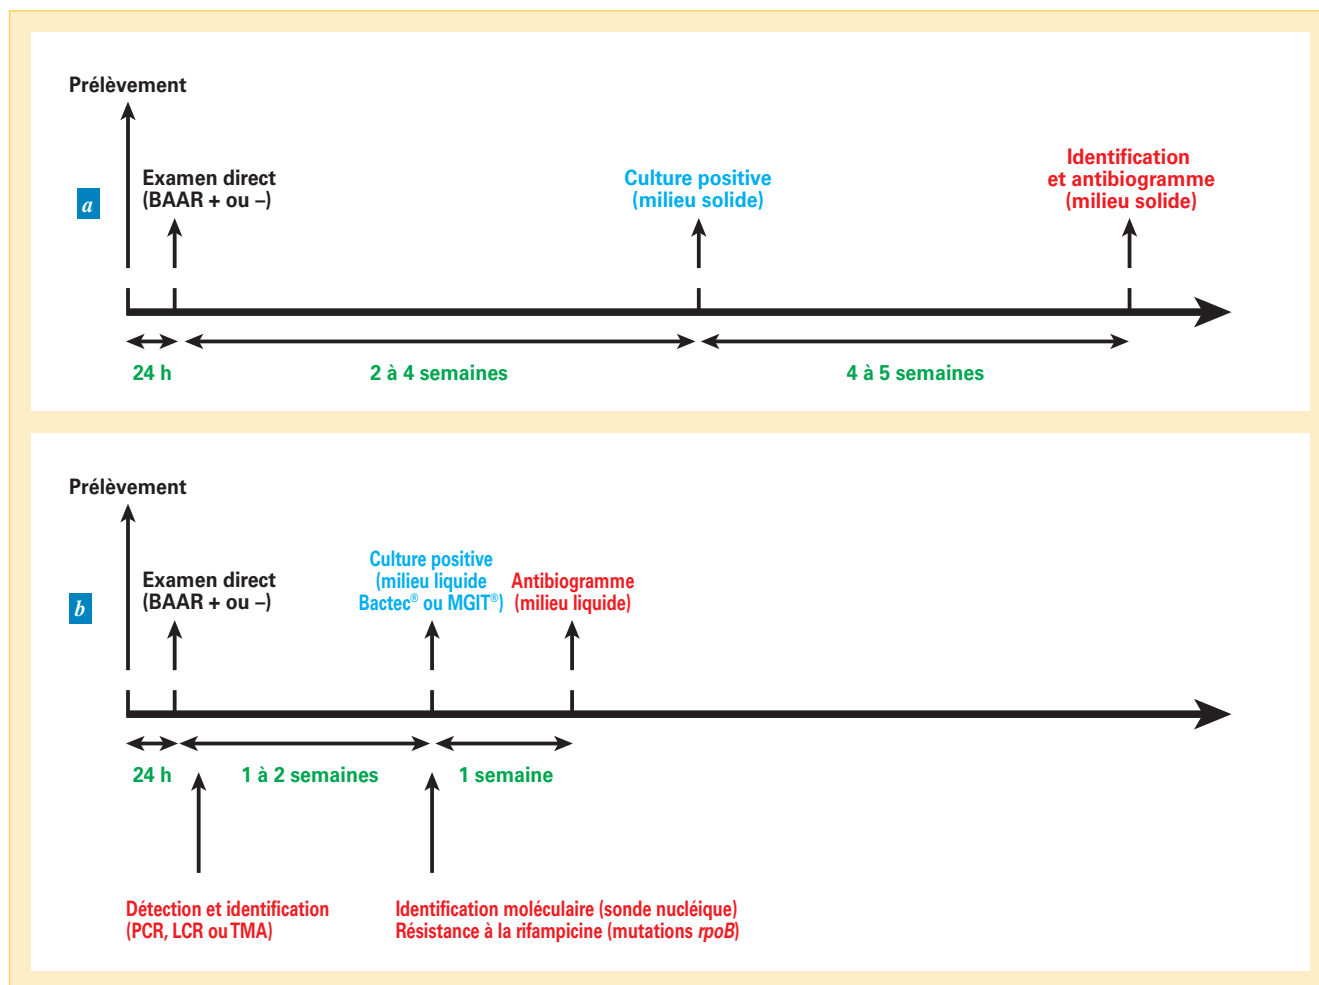 Prélèvement
Identification
et antibiogramme
(milieu solide)
Examen direct
(BAAR + ou –)
Culture positive
(milieu solide)
a
24 h
2 à 4 semaines
4 à 5 semaines
Prélèvement
Culture positive
(milieu liquide
Bactec® ou MGIT®)
Antibiogramme
(milieu liquide)
Examen direct
(BAAR + ou –)
b
24 h
1 à 2 semaines
1 semaine
Détection et identification
(PCR, LCR ou TMA)
Identification moléculaire (sonde nucléique)
Résistance à la rifampicine (mutations rpoB)